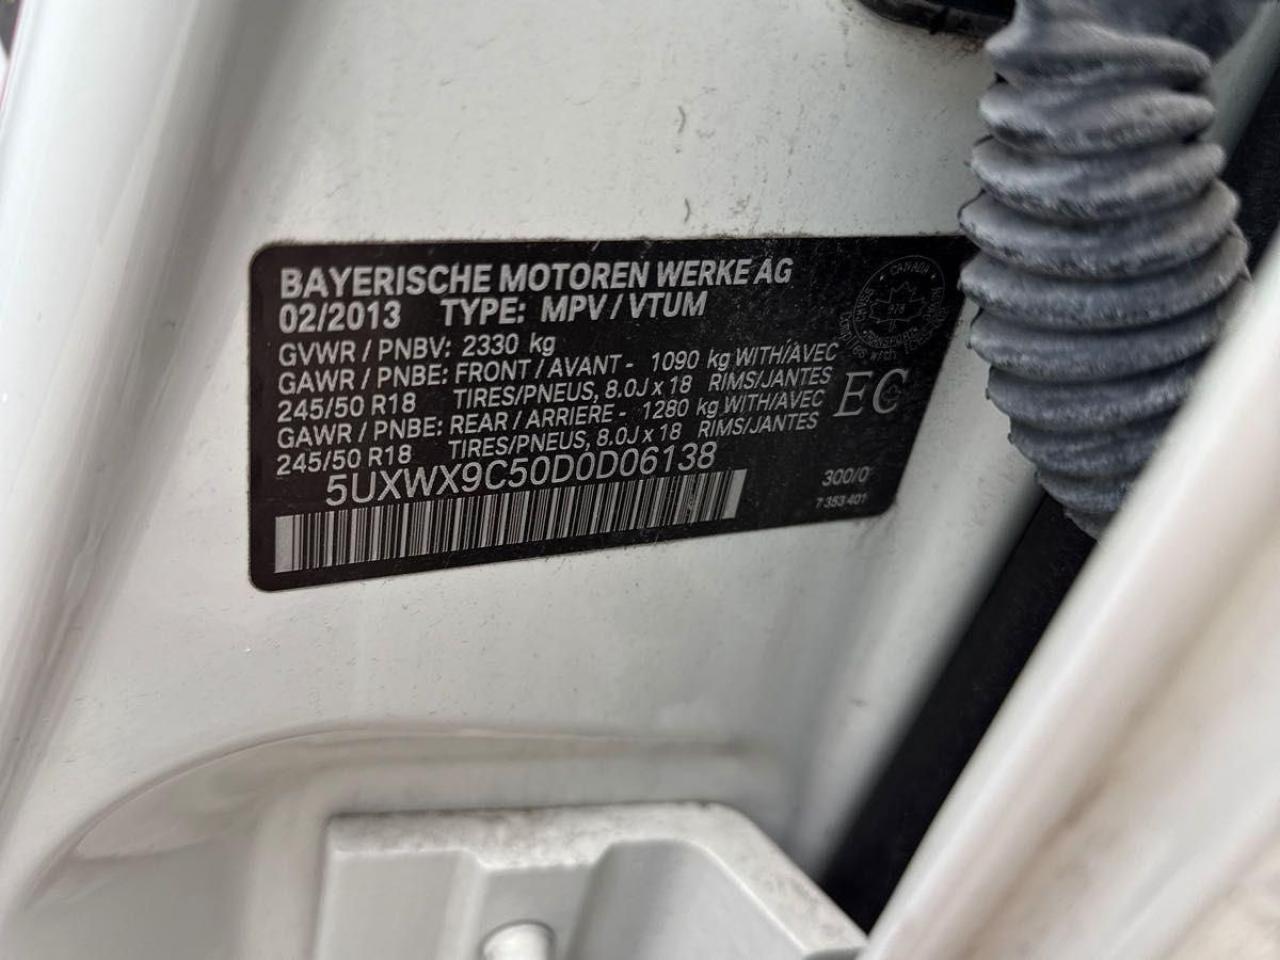 BAYERISCHE MOTOREN WERKE AG
02/2013 TYPE: MPV / VTUM
GVWR / PNBV: 2330 kg
GAWR / PNBE: FRONT / AVANT - 1090 kg WITH/AVEC
245/50 R18 TIRES/PNEUS, 8.0J x 18 RIMS/JANTES
GAWR / PNBE: REAR / ARRIERE - 1280 kg WITH/AVEC
245/50 R18 TIRES/PNEUS, 8.0J x 18 RIMS/JANTES
5UXWX9C50D0D06138
CANADA
TRANSPORT
EC
300/0
7 353 401